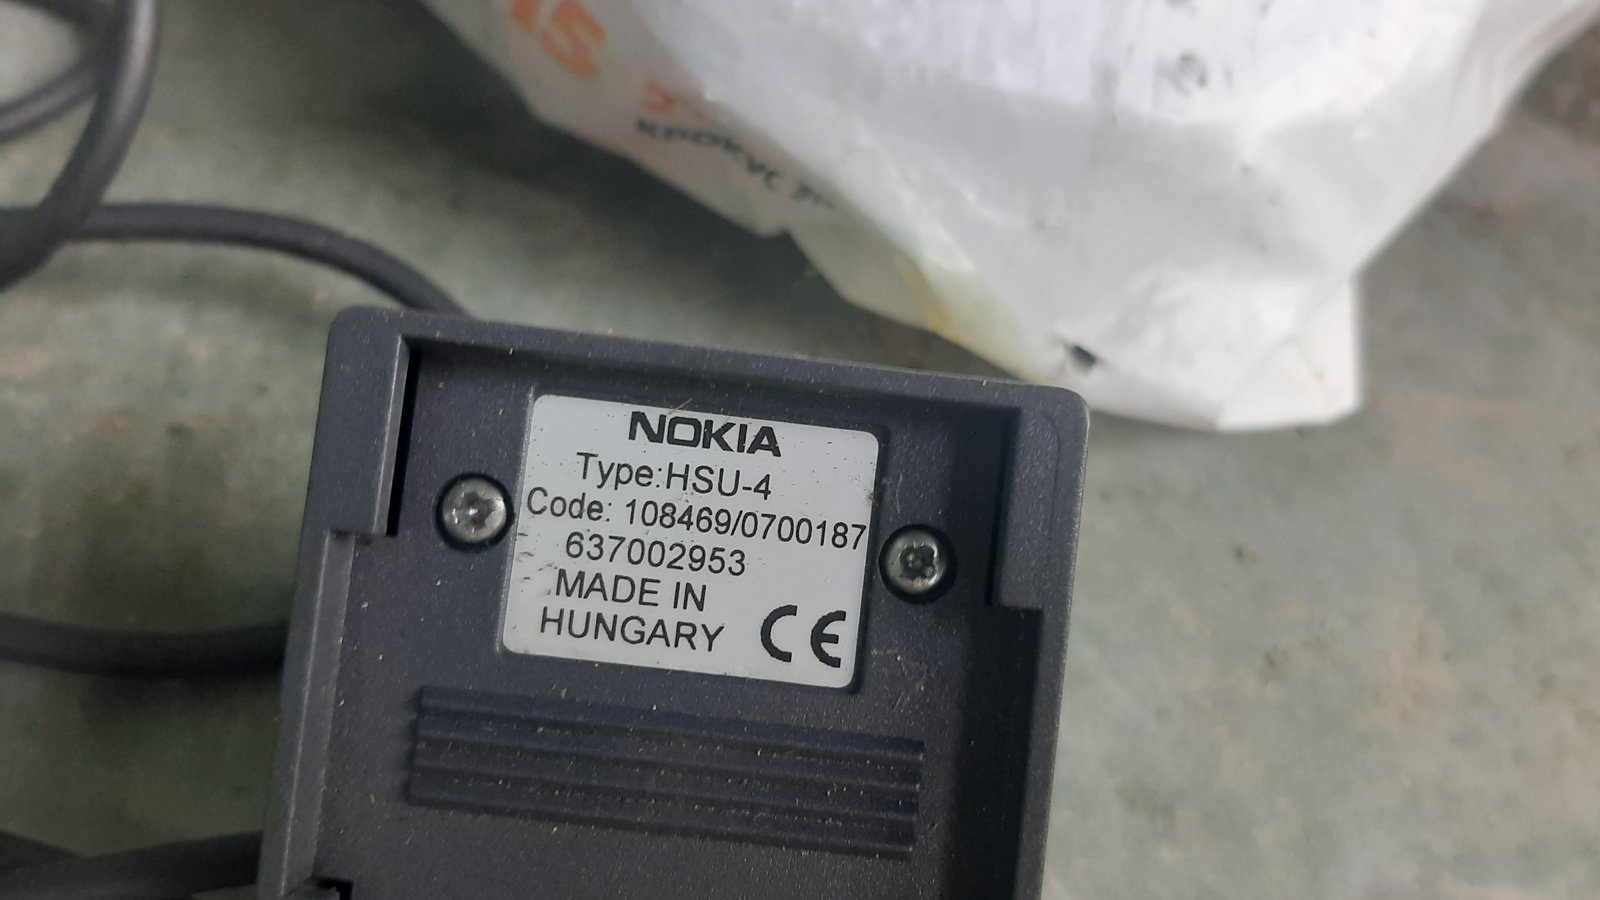 NOKIA
Type:HSU-4
Code: 108469/0700187
637002953
MADE IN
HUNGARY CE